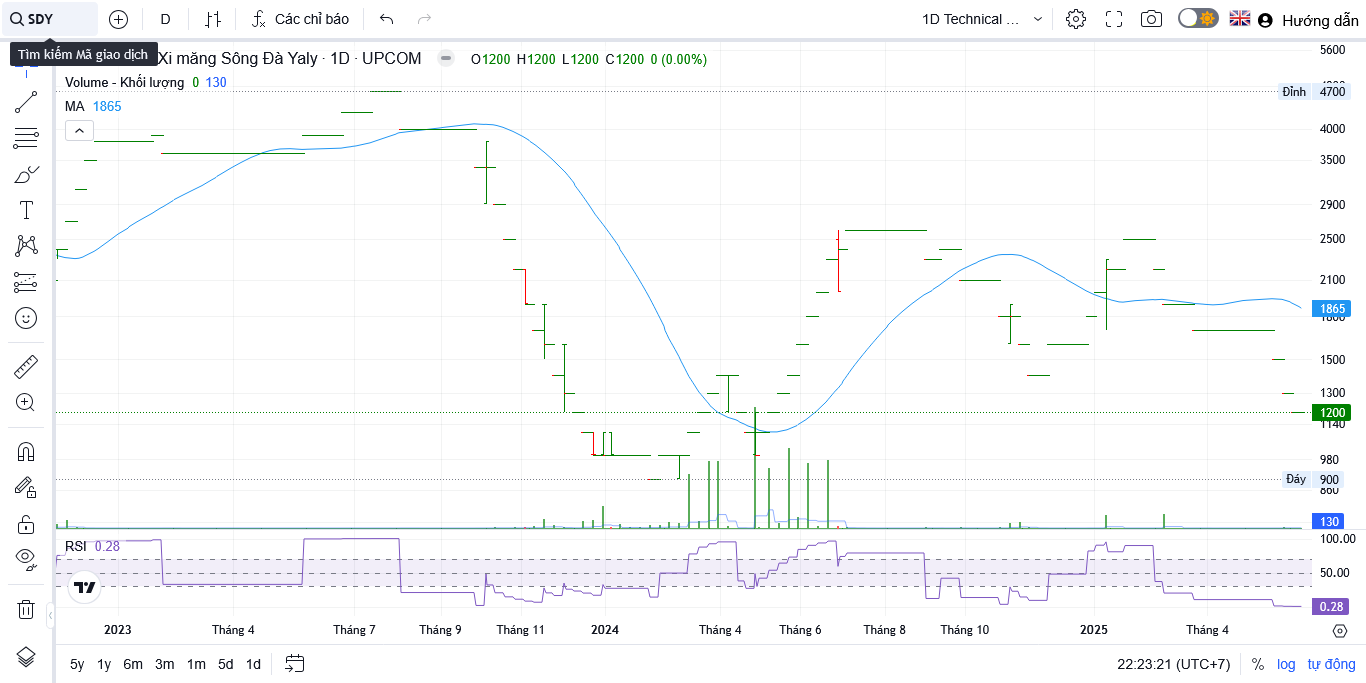 SDY
D
Các chỉ báo
1D Technical ...
Hướng dẫn
Tìm kiếm Mã giao dịch
Xi măng Sông Đà Yaly · 1D · UPCOM
O1200 H1200 L1200 C1200 0 (0.00%)
Volume - Khối lượng 0 130
MA 1865
5600
Đỉnh 4700
4000
3500
2900
2500
2100
1865
1800
1500
1300
1200
1140
980
Đáy 900
860
130
RSI 0.28
100.00
50.00
0.28
2023 Tháng 4 Tháng 7 Tháng 9 Tháng 11 2024 Tháng 4 Tháng 6 Tháng 8 Tháng 10 2025 Tháng 4
5y 1y 6m 3m 1m 5d 1d
22:23:21 (UTC+7) % log tự động